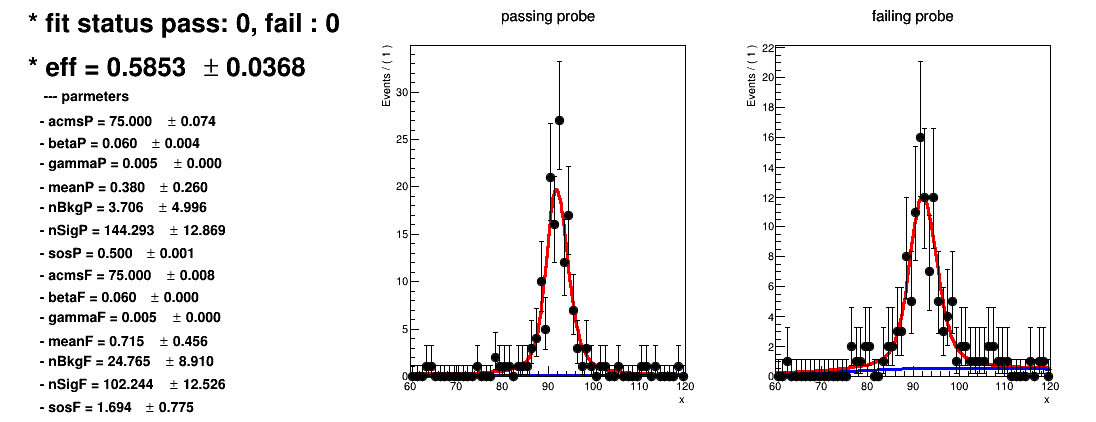 * fit status pass: 0, fail : 0
* eff = 0.5853 ± 0.0368
--- parmeters
- acmsP = 75.000 ± 0.074
- betaP = 0.060 ± 0.004
- gammaP = 0.005 ± 0.000
- meanP = 0.380 ± 0.260
- nBkgP = 3.706 ± 4.996
- nSigP = 144.293 ± 12.869
- sosP = 0.500 ± 0.001
- acmsF = 75.000 ± 0.008
- betaF = 0.060 ± 0.000
- gammaF = 0.005 ± 0.000
- meanF = 0.715 ± 0.456
- nBkgF = 24.765 ± 8.910
- nSigF = 102.244 ± 12.526
- sosF = 1.694 ± 0.775
passing probe
Events / ( 1 )
30
25
20
15
10
5
0
60 70 80 90 100 110 120
x
failing probe
Events / ( 1 )
22
20
18
16
14
12
10
8
6
4
2
0
60 70 80 90 100 110 120
x